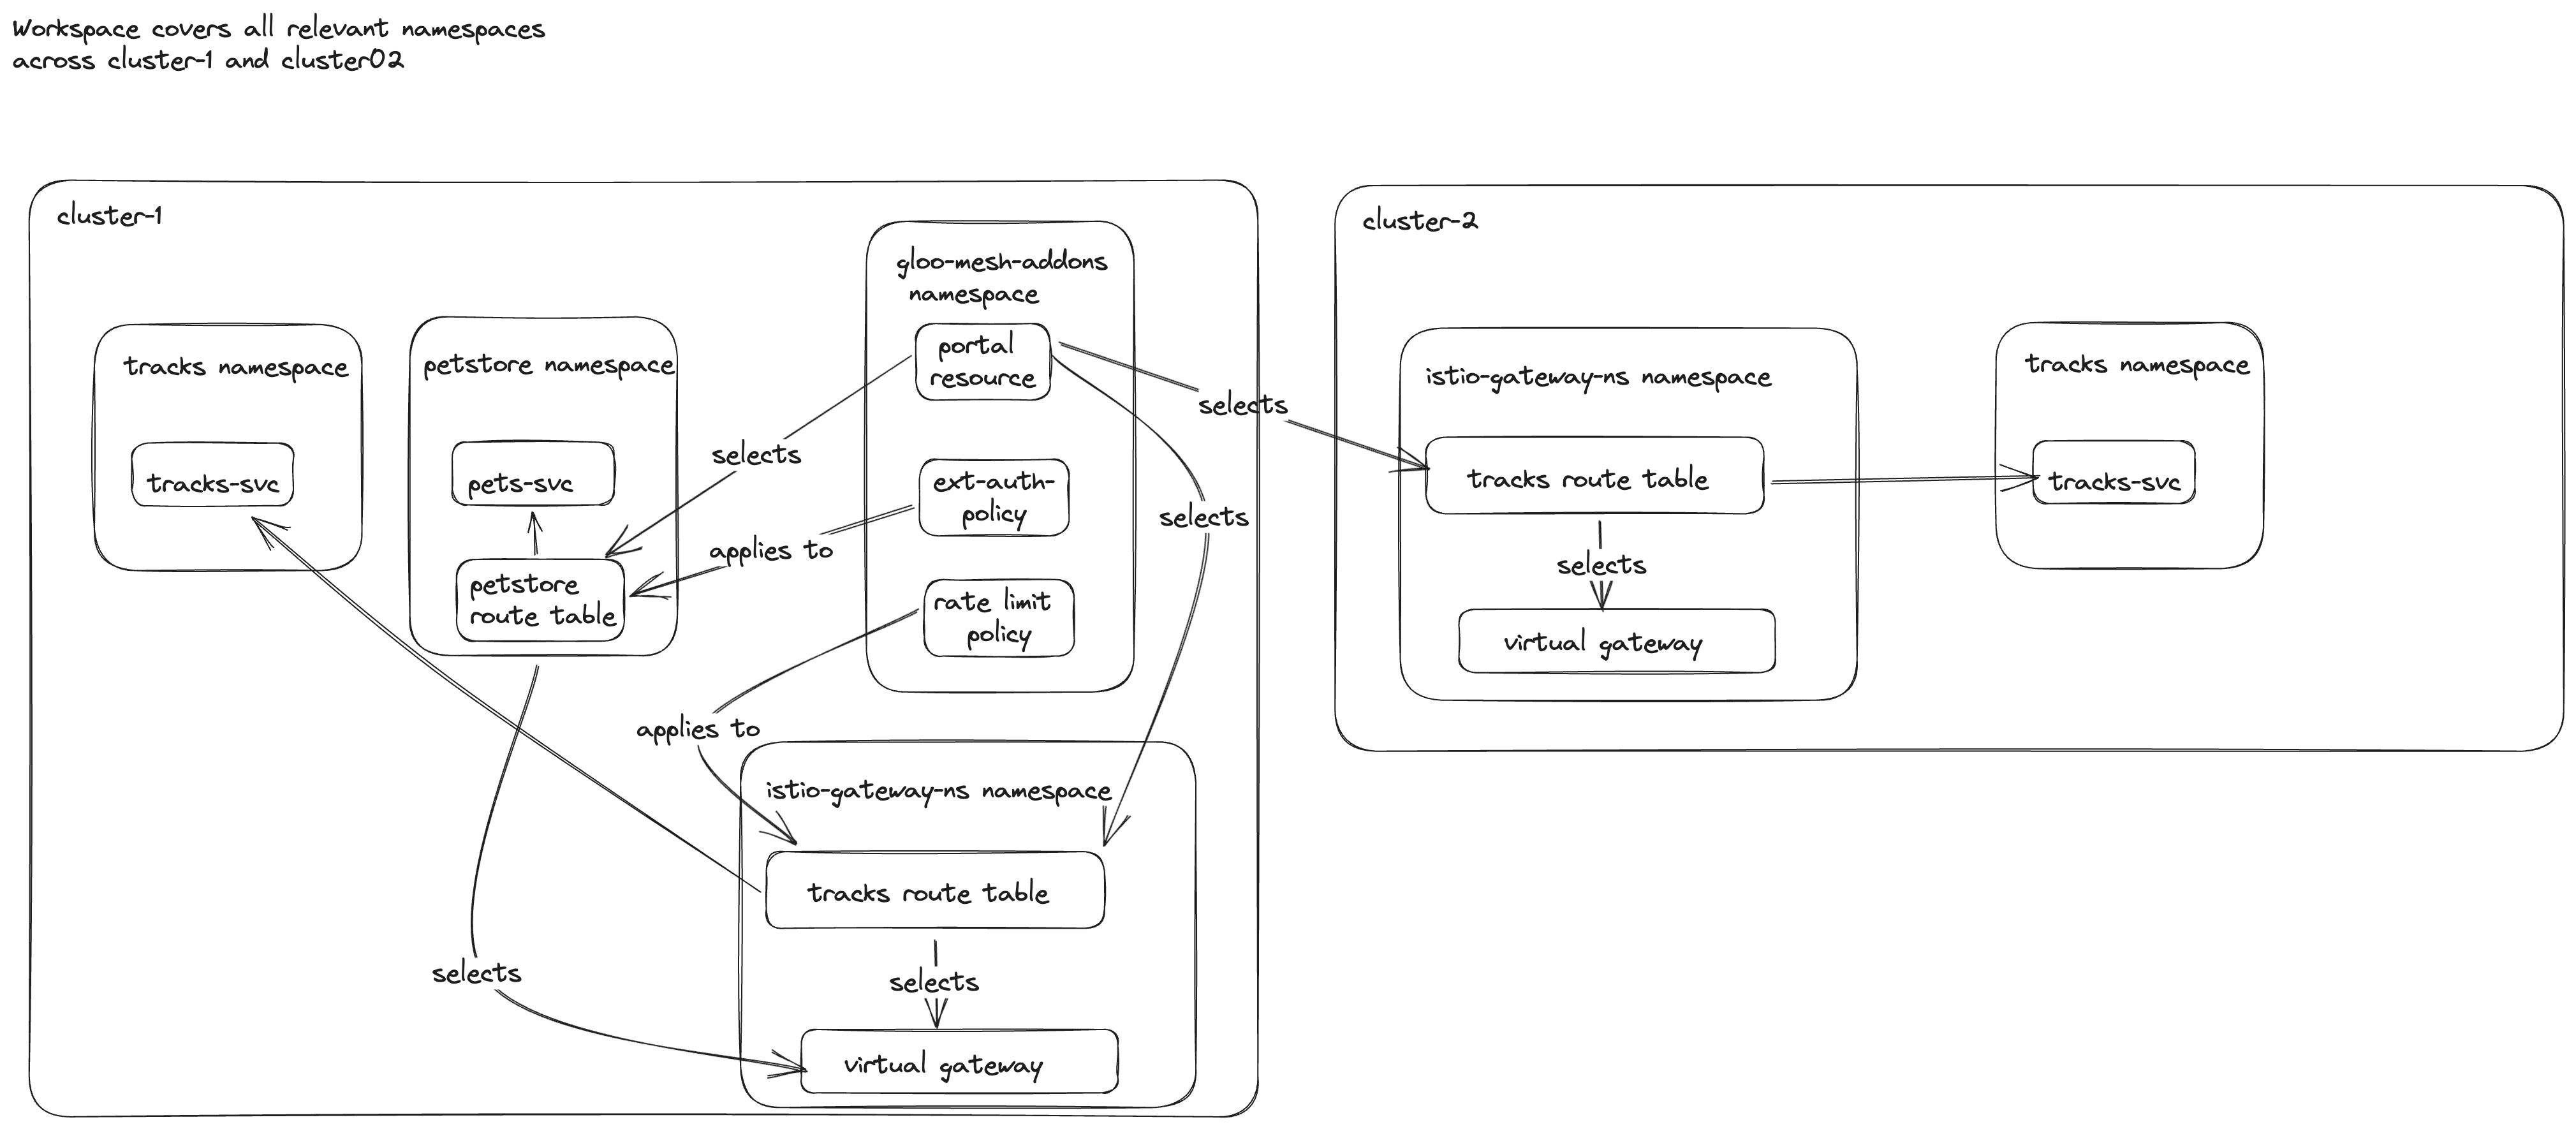 Workspace covers all relevant namespaces
across cluster-1 and cluster02
cluster-1
tracks namespace
tracks-svc
petstore namespace
pets-svc
petstore
route table
gloo-mesh-addons
namespace
portal
resource
ext-auth-
policy
rate limit
policy
selects
applies to
applies to
selects
selects
selects
istio-gateway-ns namespace
tracks route table
selects
virtual gateway
cluster-2
istio-gateway-ns namespace
tracks route table
selects
virtual gateway
tracks namespace
tracks-svc